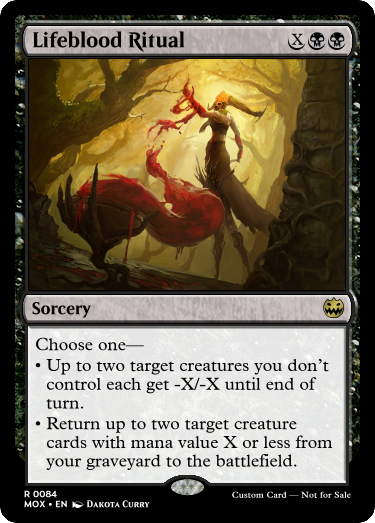 Lifeblood Ritual X
Sorcery
Choose one—
• Up to two target creatures you don't
control each get -X/-X until end of
turn.
• Return up to two target creature
cards with mana value X or less from
your graveyard to the battlefield.
R 0084
MOX • EN Dakota Curry
Custom Card — Not for Sale